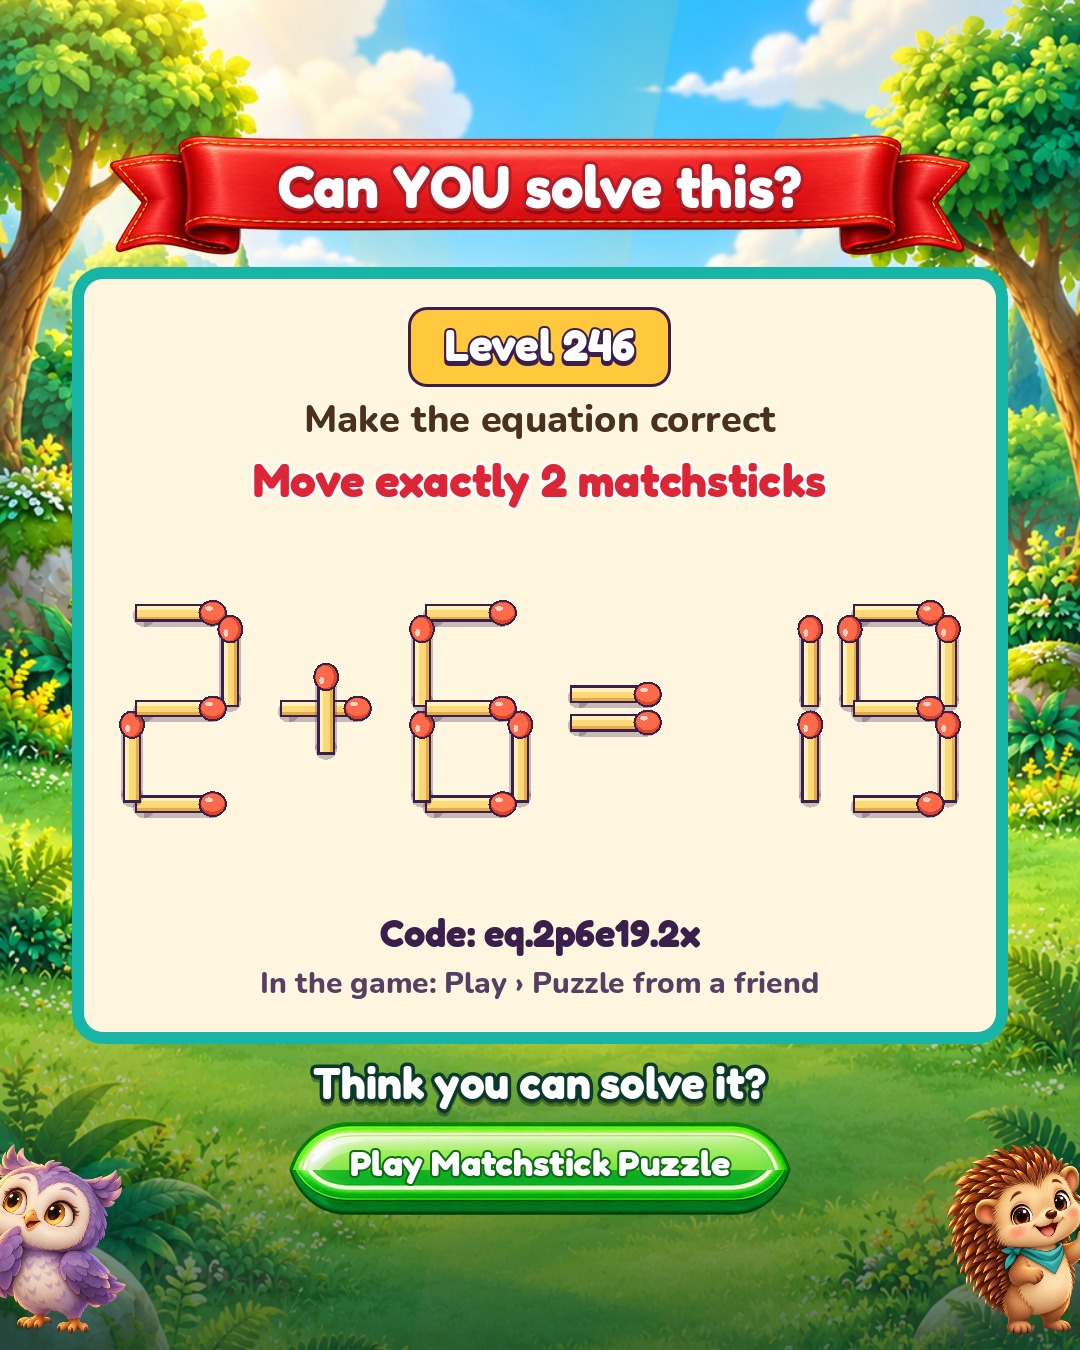 Can YOU solve this?
Level 246
Make the equation correct
Move exactly 2 matchsticks
2+6= 19
Code: eq.2p6e19.2x
In the game: Play › Puzzle from a friend
Think you can solve it?
Play Matchstick Puzzle